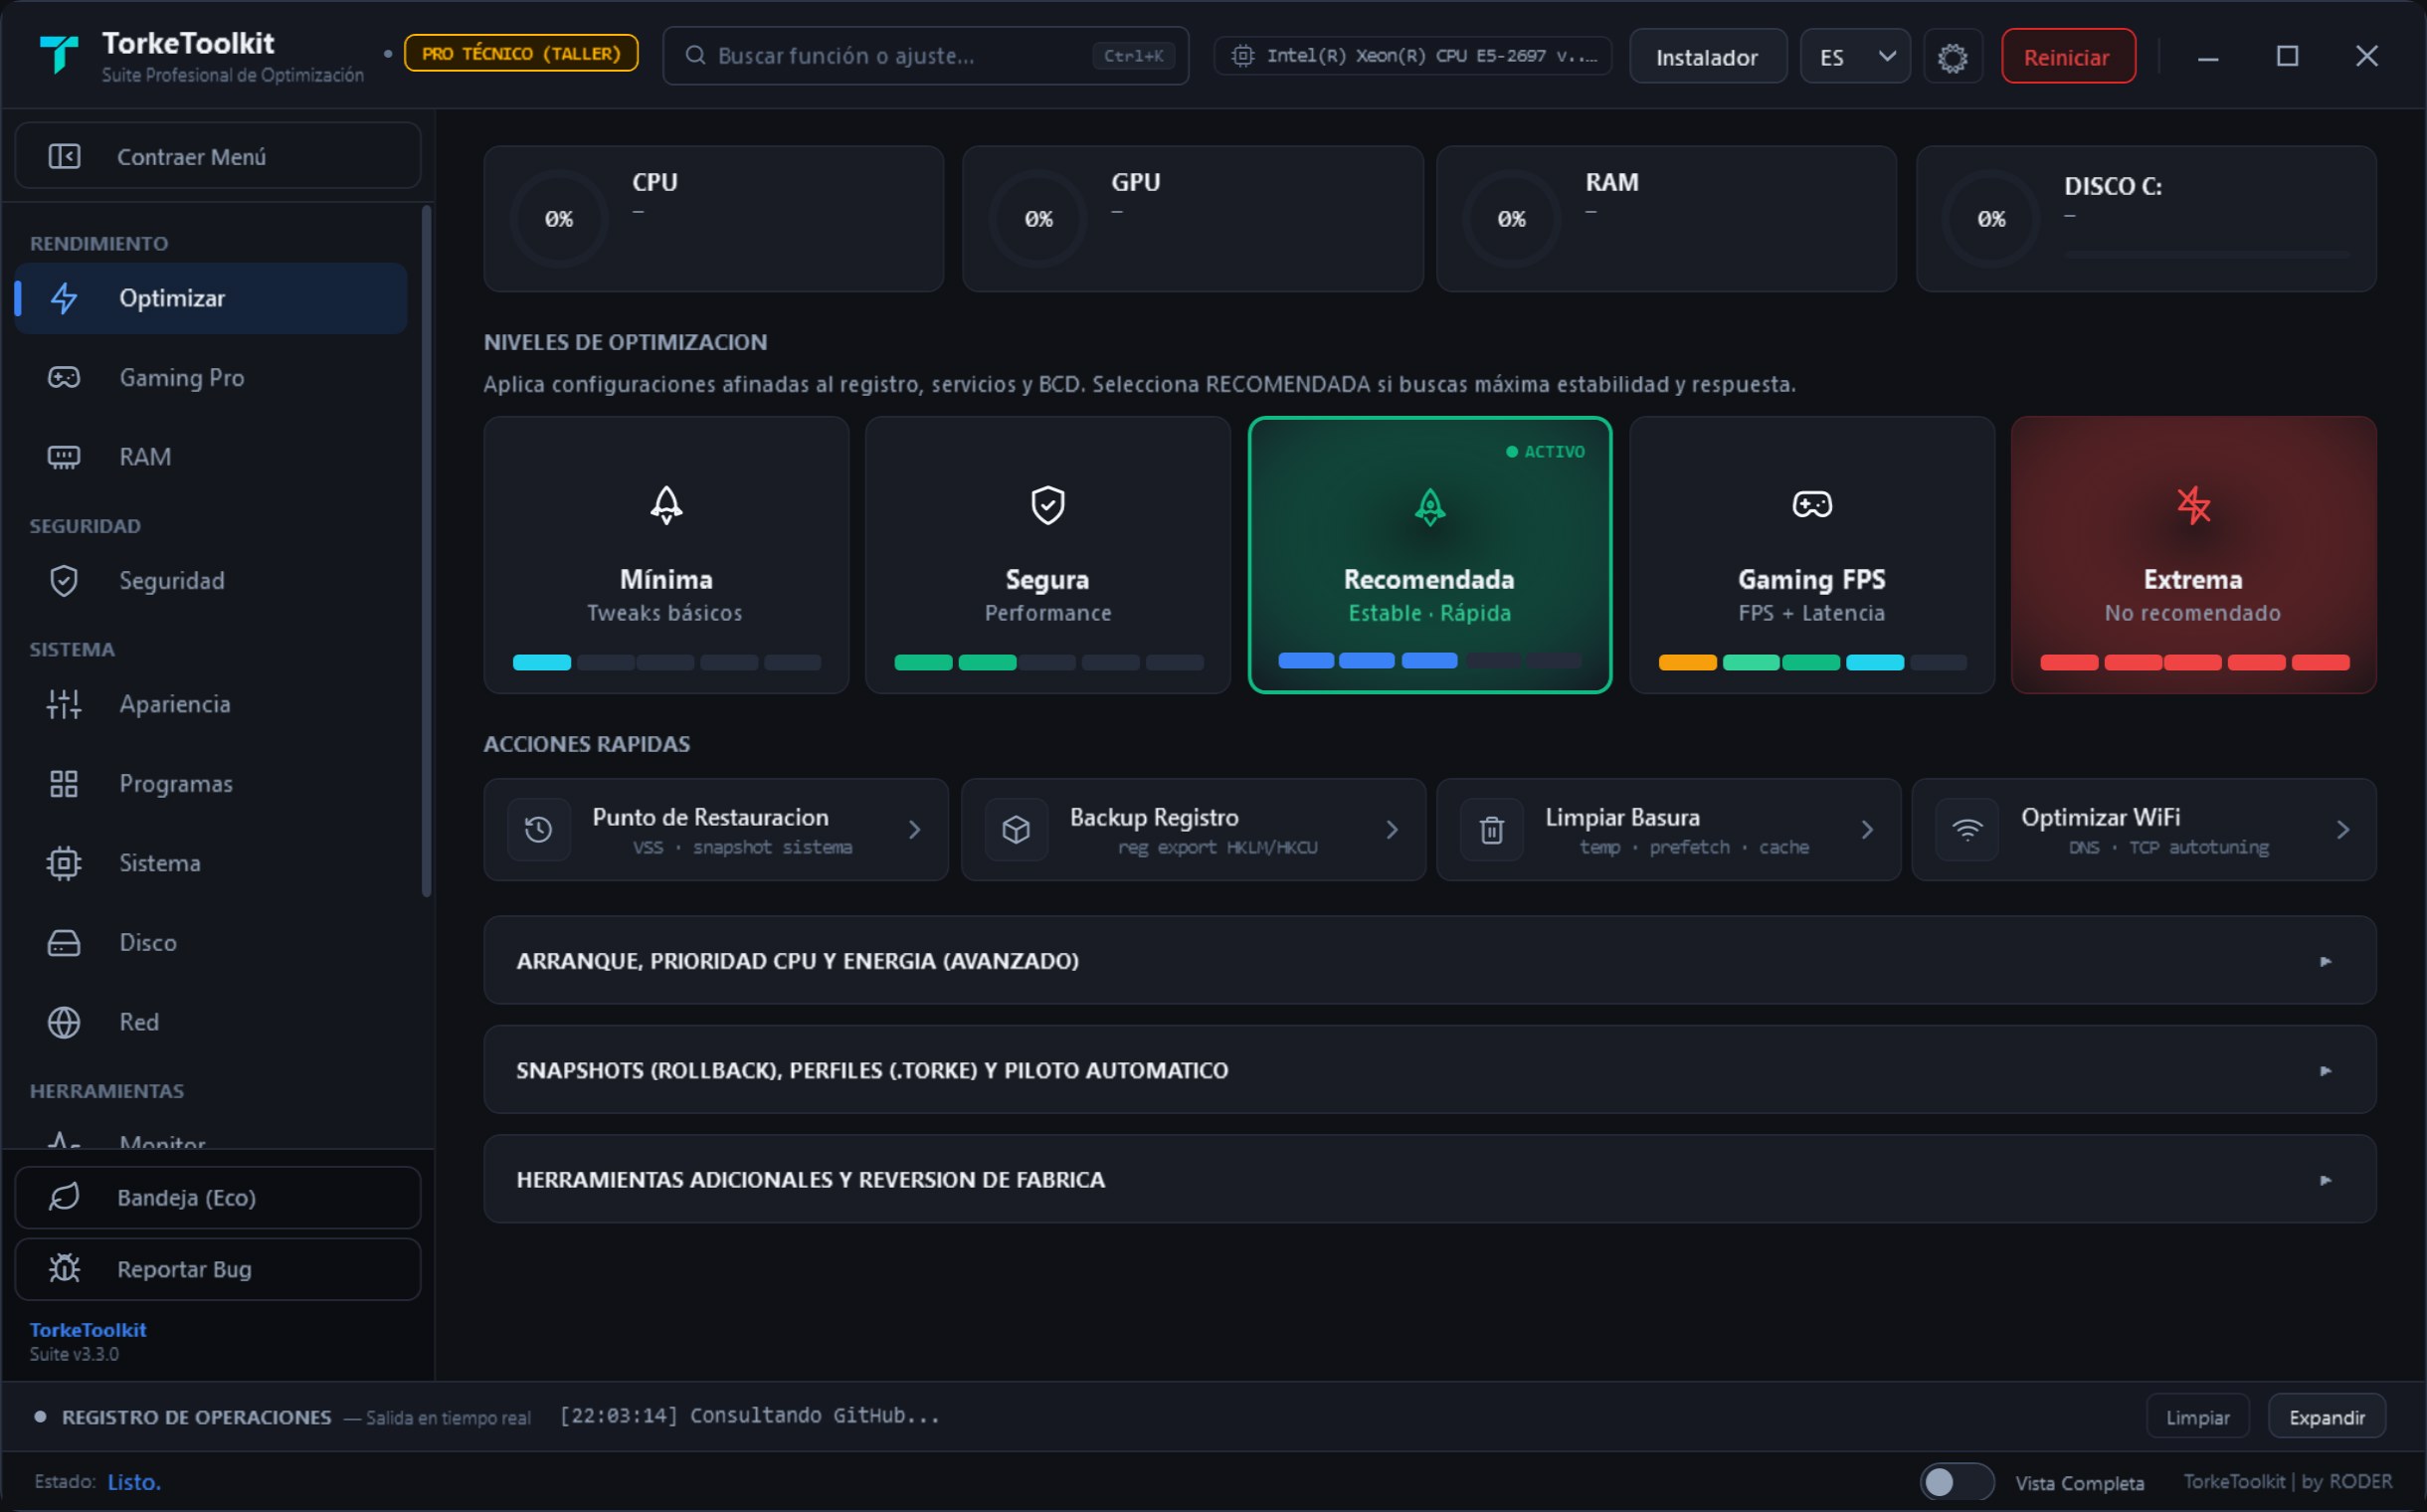 TorkeToolkit
Suite Profesional de Optimización
PRO TÉCNICO (TALLER)
Buscar función o ajuste...
Ctrl+K
Intel(R) Xeon(R) CPU E5-2697 v...
Instalador
ES
Reiniciar
Contraer Menú
RENDIMIENTO
Optimizar
Gaming Pro
RAM
SEGURIDAD
Seguridad
SISTEMA
Apariencia
Programas
Sistema
Disco
Red
HERRAMIENTAS
Monitor
Bandeja (Eco)
Reportar Bug
TorkeToolkit
Suite v3.3.0
0%
CPU
—
0%
GPU
—
0%
RAM
—
0%
DISCO C:
—
NIVELES DE OPTIMIZACION
Aplica configuraciones afinadas al registro, servicios y BCD. Selecciona RECOMENDADA si buscas máxima estabilidad y respuesta.
Mínima
Tweaks básicos
Segura
Performance
ACTIVO
Recomendada
Estable · Rápida
Gaming FPS
FPS + Latencia
Extrema
No recomendado
ACCIONES RAPIDAS
Punto de Restauracion
VSS · snapshot sistema
Backup Registro
reg export HKLM/HKCU
Limpiar Basura
temp · prefetch · cache
Optimizar WiFi
DNS · TCP autotuning
ARRANQUE, PRIORIDAD CPU Y ENERGIA (AVANZADO)
SNAPSHOTS (ROLLBACK), PERFILES (.TORKE) Y PILOTO AUTOMATICO
HERRAMIENTAS ADICIONALES Y REVERSION DE FABRICA
REGISTRO DE OPERACIONES — Salida en tiempo real
[22:03:14] Consultando GitHub...
Limpiar
Expandir
Estado: Listo.
Vista Completa
TorkeToolkit | by RODER